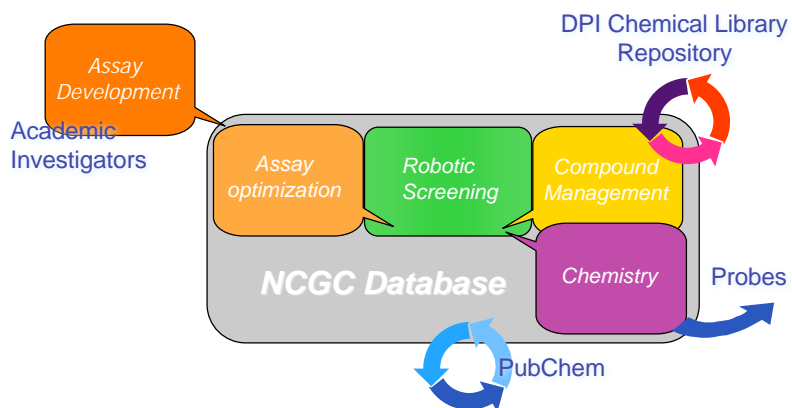 DPI Chemical Library
Repository
Assay
Development
Academic
Investigators
Assay
optimization
Robotic
Screening
Compound
Management
NCGC Database
Chemistry
Probes
PubChem